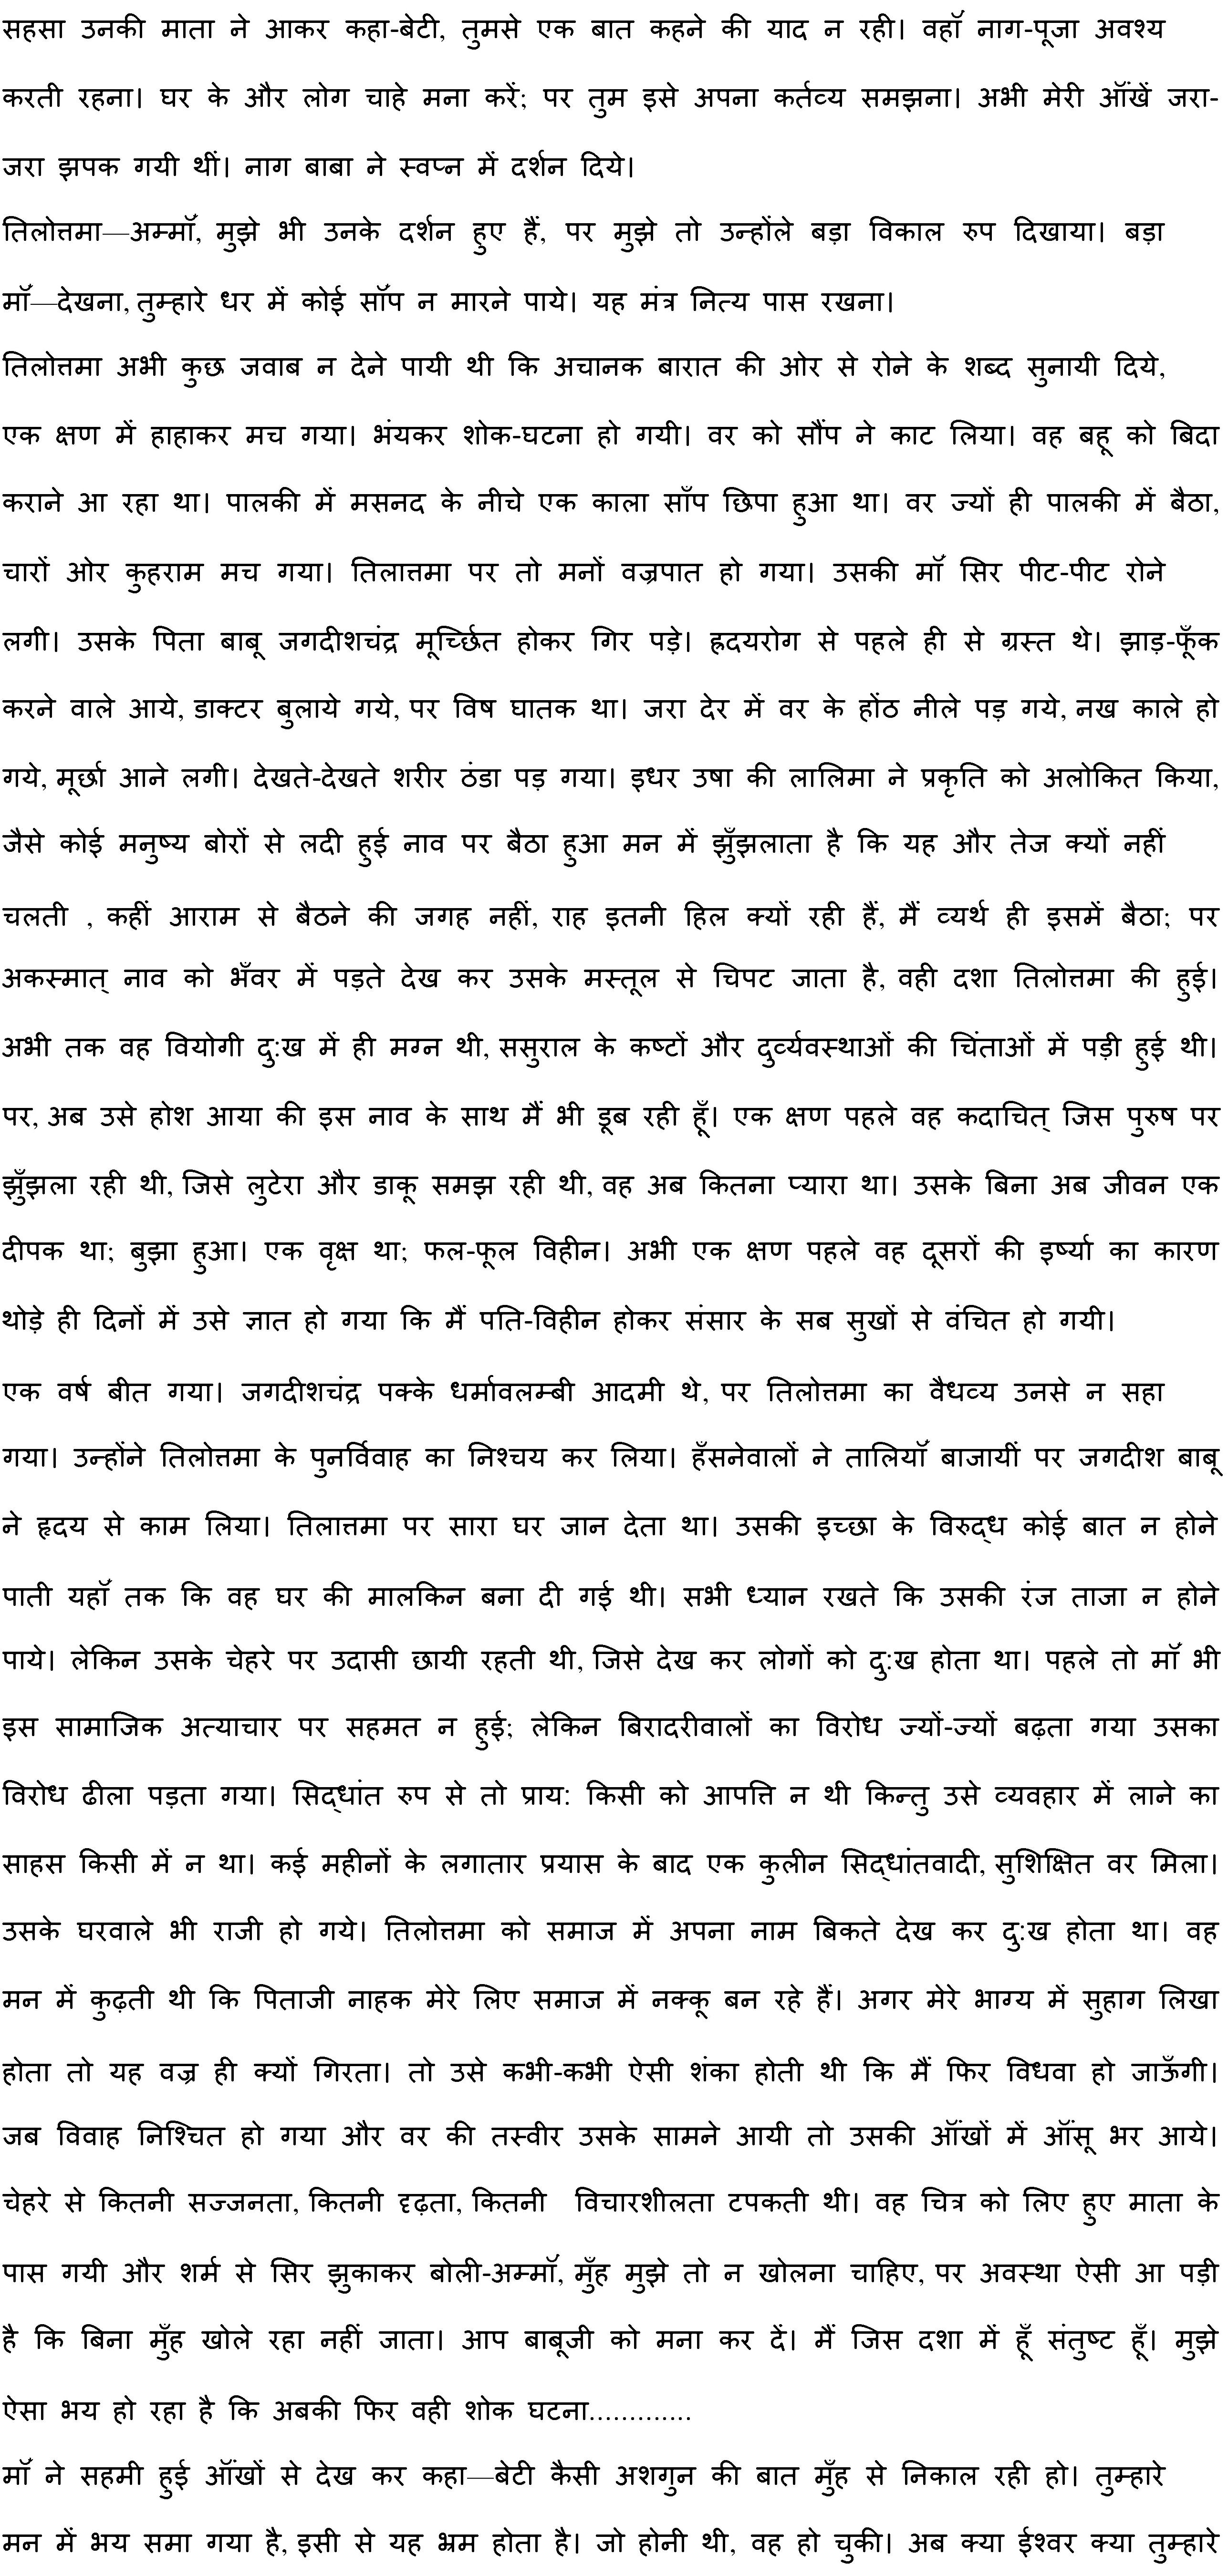 सहसा उनकी माता ने आकर कहा-बेटी, तुमसे एक बात कहने की याद न रही। वहाॅं नाग-पूजा अवश्य
करती रहना। घर के और लोग चाहे मना करें; पर तुम इसे अपना कर्तव्य समझना। अभी मेरी ऑंखें जरा-
जरा झपक गयी थीं। नाग बाबा ने स्वप्न में दर्शन दिये।
तिलोत्तमा—अम्माॅं, मुझे भी उनके दर्शन हुए हैं, पर मुझे तो उन्होंले बड़ा विकाल रुप दिखाया। बड़ा
माॅं—देखना, तुम्हारे धर में कोई साॅंप न मारने पाये। यह मंत्र नित्य पास रखना।
तिलोत्तमा अभी कुछ जवाब न देने पायी थी कि अचानक बारात की ओर से रोने के शब्द सुनायी दिये,
एक क्षण में हाहाकर मच गया। भंयकर शोक-घटना हो गयी। वर को सौंप ने काट लिया। वह बहू को बिदा
कराने आ रहा था। पालकी में मसनद के नीचे एक काला साँप छिपा हुआ था। वर ज्यों ही पालकी में बैठा,
चारों ओर कुहराम मच गया। तिलात्तमा पर तो मनों वज्रपात हो गया। उसकी माॅं सिर पीट-पीट रोने
लगी। उसके पिता बाबू जगदीशचंद्र मूर्च्छित होकर गिर पड़े। ह्रदयरोग से पहले ही से ग्रस्त थे। झाड़-फूँक
करने वाले आये, डाक्टर बुलाये गये, पर विष घातक था। जरा देर में वर के होंठ नीले पड़ गये, नख काले हो
गये, मूर्छा आने लगी। देखते-देखते शरीर ठंडा पड़ गया। इधर उषा की लालिमा ने प्रकृति को अलोकित किया,
जैसे कोई मनुष्य बोरों से लदी हुई नाव पर बैठा हुआ मन में झुँझलाता है कि यह और तेज क्यों नहीं
चलती , कहीं आराम से बैठने की जगह नहीं, राह इतनी हिल क्यों रही हैं, मैं व्यर्थ ही इसमें बैठा; पर
अकस्मात् नाव को भँवर में पड़ते देख कर उसके मस्तूल से चिपट जाता है, वही दशा तिलोत्तमा की हुई।
अभी तक वह वियोगी दु:ख में ही मग्न थी, ससुराल के कष्टों और दुर्व्यवस्थाओं की चिंताओं में पड़ी हुई थी।
पर, अब उसे होश आया की इस नाव के साथ मैं भी डूब रही हूँ। एक क्षण पहले वह कदाचित् जिस पुरुष पर
झुँझला रही थी, जिसे लुटेरा और डाकू समझ रही थी, वह अब कितना प्यारा था। उसके बिना अब जीवन एक
दीपक था; बुझा हुआ। एक वृक्ष था; फल-फूल विहीन। अभी एक क्षण पहले वह दूसरों की इर्ष्या का कारण
थोड़े ही दिनों में उसे ज्ञात हो गया कि मैं पति-विहीन होकर संसार के सब सुखों से वंचित हो गयी।
एक वर्ष बीत गया। जगदीशचंद्र पक्के धर्मावलम्बी आदमी थे, पर तिलोत्तमा का वैधव्य उनसे न सहा
गया। उन्होंने तिलोत्तमा के पुनर्विवाह का निश्चय कर लिया। हँसनेवालों ने तालियाॅं बाजायीं पर जगदीश बाबू
ने हृदय से काम लिया। तिलात्तमा पर सारा घर जान देता था। उसकी इच्छा के विरुद्ध कोई बात न होने
पाती यहाॅं तक कि वह घर की मालकिन बना दी गई थी। सभी ध्यान रखते कि उसकी रंज ताजा न होने
पाये। लेकिन उसके चेहरे पर उदासी छायी रहती थी, जिसे देख कर लोगों को दु:ख होता था। पहले तो माॅं भी
इस सामाजिक अत्याचार पर सहमत न हुई; लेकिन बिरादरीवालों का विरोध ज्यों-ज्यों बढ़ता गया उसका
विरोध ढीला पड़ता गया। सिद्धांत रुप से तो प्राय: किसी को आपत्ति न थी किन्तु उसे व्यवहार में लाने का
साहस किसी में न था। कई महीनों के लगातार प्रयास के बाद एक कुलीन सिद्धांतवादी, सुशिक्षित वर मिला।
उसके घरवाले भी राजी हो गये। तिलोत्तमा को समाज में अपना नाम बिकते देख कर दु:ख होता था। वह
मन में कुढ़ती थी कि पिताजी नाहक मेरे लिए समाज में नक्कू बन रहे हैं। अगर मेरे भाग्य में सुहाग लिखा
होता तो यह वज्र ही क्यों गिरता। तो उसे कभी-कभी ऐसी शंका होती थी कि मैं फिर विधवा हो जाऊँगी।
जब विवाह निश्चित हो गया और वर की तस्वीर उसके सामने आयी तो उसकी ऑंखों में ऑंसू भर आये।
चेहरे से कितनी सज्जनता, कितनी दृढ़ता, कितनी विचारशीलता टपकती थी। वह चित्र को लिए हुए माता के
पास गयी और शर्म से सिर झुकाकर बोली-अम्माॅं, मुँह मुझे तो न खोलना चाहिए, पर अवस्था ऐसी आ पड़ी
है कि बिना मुँह खोले रहा नहीं जाता। आप बाबूजी को मना कर दें। मैं जिस दशा में हूँ संतुष्ट हूँ। मुझे
ऐसा भय हो रहा है कि अबकी फिर वही शोक घटना.............
माॅं ने सहमी हुई ऑंखों से देख कर कहा—बेटी कैसी अशगुन की बात मुँह से निकाल रही हो। तुम्हारे
मन में भय समा गया है, इसी से यह भ्रम होता है। जो होनी थी, वह हो चुकी। अब क्या ईश्वर क्या तुम्हारे